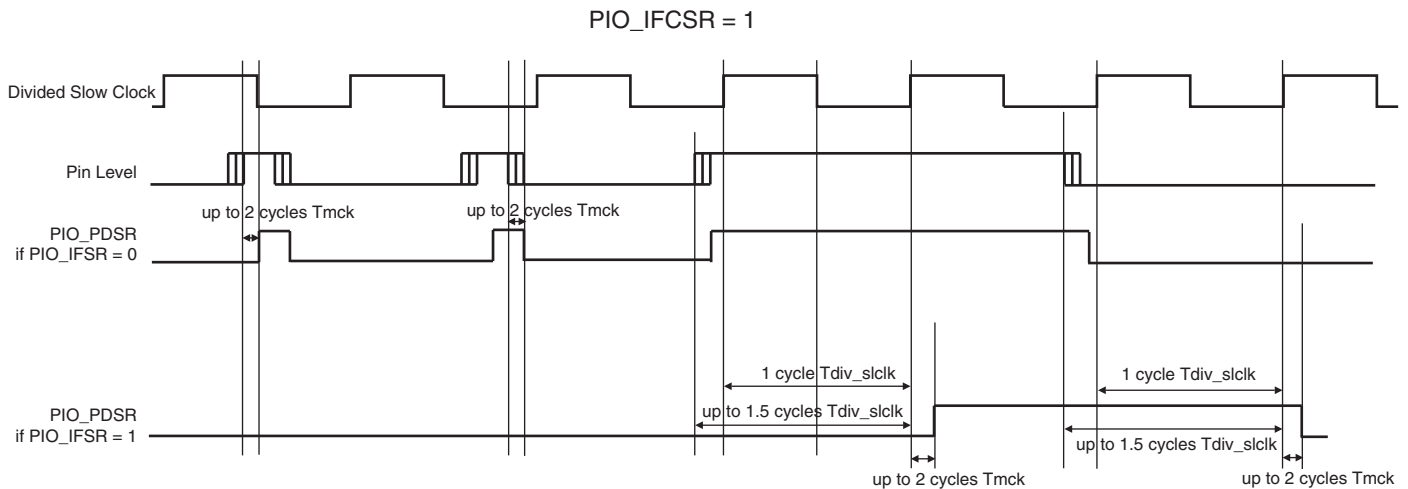 PIO_IFCSR = 1
Divided Slow Clock
Pin Level
up to 2 cycles Tmck
up to 2 cycles Tmck
PIO_PDSR
if PIO_IFSR = 0
1 cycle Tdiv_slclk
1 cycle Tdiv_slclk
PIO_PDSR
if PIO_IFSR = 1
up to 1.5 cycles Tdiv_slclk
up to 1.5 cycles Tdiv_slclk
up to 2 cycles Tmck
up to 2 cycles Tmck